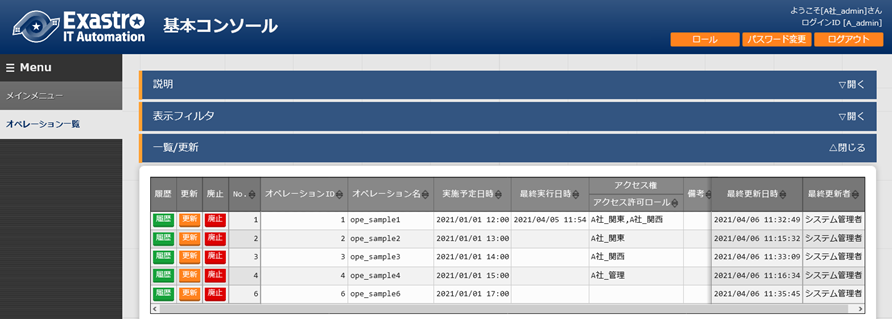 Exastro
IT Automation
基本コンソール
ようこそ[A社_admin]さん
ログインID [A_admin]
ロール パスワード変更 ログアウト
☰ Menu
メインメニュー
オペレーション一覧
説明 ▽開く
表示フィルタ ▽開く
一覧/更新 △閉じる
履歴 更新 廃止 No. オペレーションID オペレーション名 実施予定日時 最終実行日時 アクセス権 備考 最終更新日時 最終更新者
アクセス許可ロール
履歴 更新 廃止 1 1 ope_sample1 2021/01/01 12:00 2021/04/05 11:54 A社_関東,A社_関西 2021/04/06 11:32:49 システム管理者
履歴 更新 廃止 2 2 ope_sample2 2021/01/01 13:00 A社_関東 2021/04/06 11:15:32 システム管理者
履歴 更新 廃止 3 3 ope_sample3 2021/01/01 14:00 A社_関西 2021/04/06 11:33:09 システム管理者
履歴 更新 廃止 4 4 ope_sample4 2021/01/01 15:00 A社_管理 2021/04/06 11:16:34 システム管理者
履歴 更新 廃止 6 6 ope_sample6 2021/01/01 17:00 2021/04/06 11:35:45 システム管理者